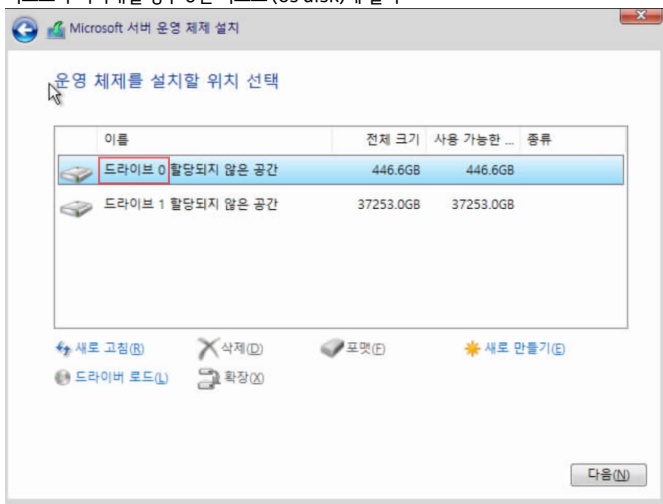 Microsoft 서버 운영 체제 설치
운영 체제를 설치할 위치 선택
이름 전체 크기 사용 가능한 ... 종류
드라이브 0 할당되지 않은 공간 446.6GB 446.6GB
드라이브 1 할당되지 않은 공간 37253.0GB 37253.0GB
새로 고침(R) 삭제(D) 포맷(F) 새로 만들기(E)
드라이버 로드(L) 확장(X)
다음(N)